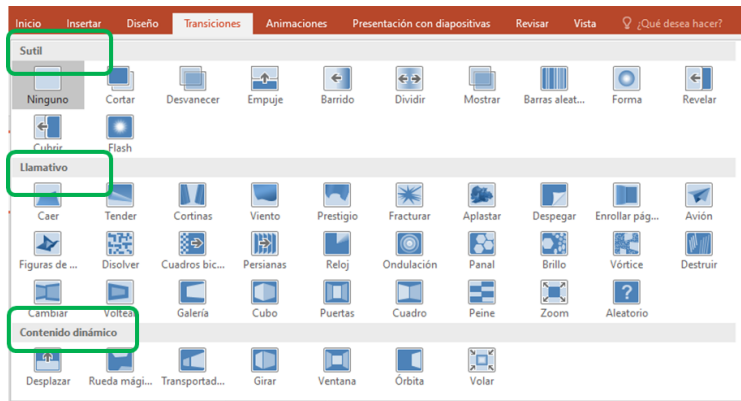 Inicio Insertar Diseño Transiciones Animaciones Presentación con diapositivas Revisar Vista ¿Qué desea hacer?
Sutil
Ninguno Cortar Desvanecer Empuje Barrido Dividir Mostrar Barras aleat... Forma Revelar
Cubrir Flash
Llamativo
Caer Tender Cortinas Viento Prestigio Fracturar Aplastar Despegar Enrollar pág... Avión
Figuras de ... Disolver Cuadros bic... Persianas Reloj Ondulación Panal Brillo Vórtice Destruir
Cambiar Voltear Galería Cubo Puertas Cuadro Peine Zoom Aleatorio
Contenido dinámico
Desplazar Rueda mági... Transportad... Girar Ventana Órbita Volar